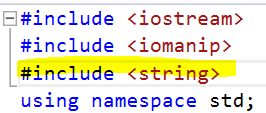 #include <iostream>
#include <iomanip>
#include <string>
using namespace std;